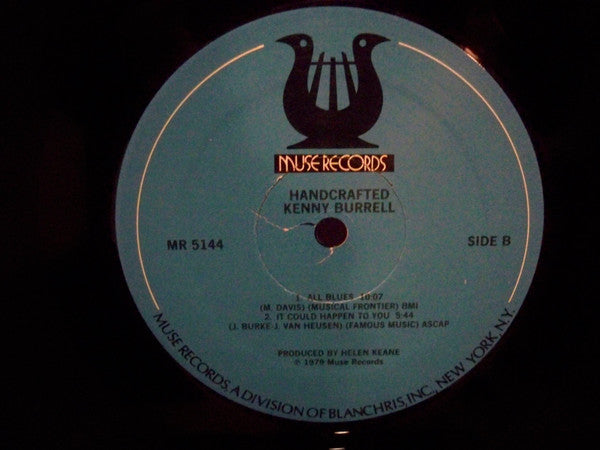 MUSE RECORDS
HANDCRAFTED
KENNY BURRELL
MR 5144
SIDE B
1. ALL BLUES 10:07
(M. DAVIS) (MUSICAL FRONTIER) BMI
2. IT COULD HAPPEN TO YOU 5:44
(J. BURKE J. VAN HEUSEN) (FAMOUS MUSIC) ASCAP
PRODUCED BY HELEN KEANE
℗ 1979 Muse Records
MUSE RECORDS, A DIVISION OF BLANCHRIS, INC., NEW YORK, N.Y.